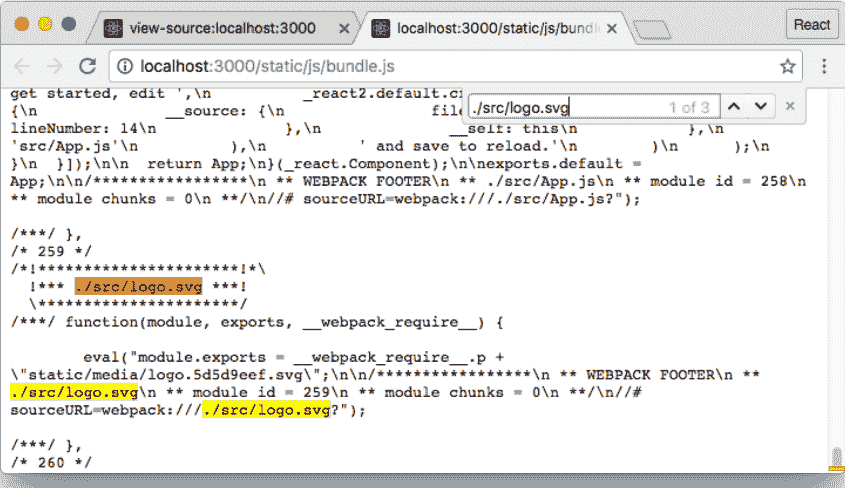 view-source:localhost:3000
localhost:3000/static/js/bundl
React
localhost:3000/static/js/bundle.js
./src/logo.svg 1 of 3
get started, edit ',\n _react2.default.c
{\n __source: {\n file
lineNumber: 14\n },\n __self: this\n },\n
'src/App.js'\n ),\n ' and save to reload.'\n )\n );\n
}\n }]);\n\n return App;\n}(_react.Component);\n\nexports.default =
App;\n\n/*****************\n ** WEBPACK FOOTER\n ** ./src/App.js\n ** module id = 258\n
** module chunks = 0\n **/\n//# sourceURL=webpack:///./src/App.js?");
/***/ },
/* 259 */
/*!**********************!*\
!*** ./src/logo.svg ***!
\**********************/
/***/ function(module, exports, __webpack_require__) {
eval("module.exports = __webpack_require__.p +
\"static/media/logo.5d5d9eef.svg\";\n\n/*****************\n ** WEBPACK FOOTER\n **
./src/logo.svg\n ** module id = 259\n ** module chunks = 0\n **/\n//#
sourceURL=webpack:///./src/logo.svg?");
/***/ },
/* 260 */